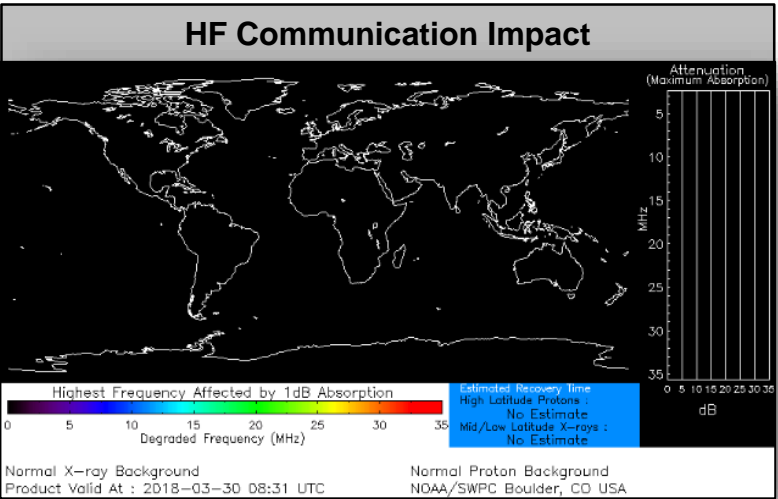 HF Communication Impact
Attenuation
(Maximum Absorption)
5
10
15
20
25
30
35
MHz
0 5 10 15 20 25 30 35
dB
Highest Frequency Affected by 1dB Absorption
0 5 10 15 20 25 30 35
Degraded Frequency (MHz)
Estimated Recovery Time
High Latitude Protons :
No Estimate
Mid/Low Latitude X-rays :
No Estimate
Normal X-ray Background
Normal Proton Background
Product Valid At : 2018-03-30 08:31 UTC
NOAA/SWPC Boulder, CO USA